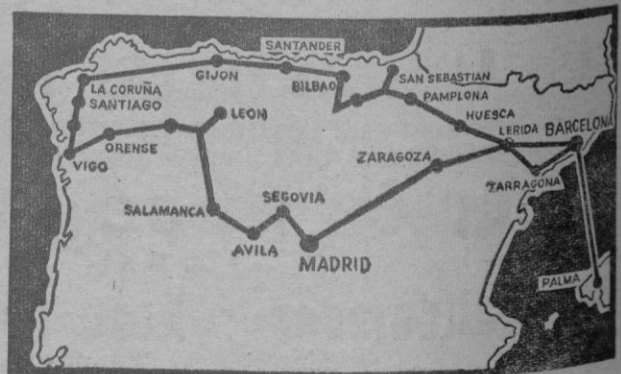 SANTANDER
GIJON
LA CORUÑA
SANTIAGO
BILBAO
SAN SEBASTIAN
PAMPLONA
HUESCA
LERIDA
BARCELONA
LEON
ORENSE
VIGO
ZARAGOZA
TARRAGONA
SALAMANCA
SEGOVIA
AVILA
MADRID
PALMA